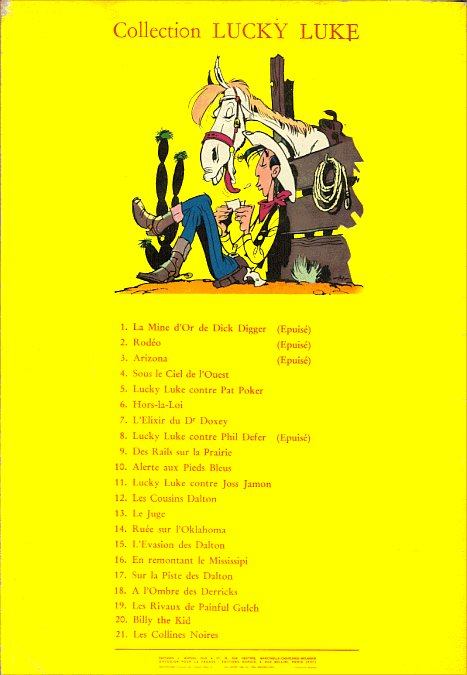 Collection LUCKY LUKE
1. La Mine d'Or de Dick Digger (Epuisé)
2. Rodéo (Epuisé)
3. Arizona (Epuisé)
4. Sous le Ciel de l'Ouest
5. Lucky Luke contre Pat Poker
6. Hors-la-Loi
7. L'Elixir du Dr Doxey
8. Lucky Luke contre Phil Defer (Epuisé)
9. Des Rails sur la Prairie
10. Alerte aux Pieds Bleus
11. Lucky Luke contre Joss Jamon
12. Les Cousins Dalton
13. Le Juge
14. Ruée sur l'Oklahoma
15. L'Evasion des Dalton
16. En remontant le Mississipi
17. Sur la Piste des Dalton
18. A l'Ombre des Derricks
19. Les Rivaux de Painful Gulch
20. Billy the Kid
21. Les Collines Noires